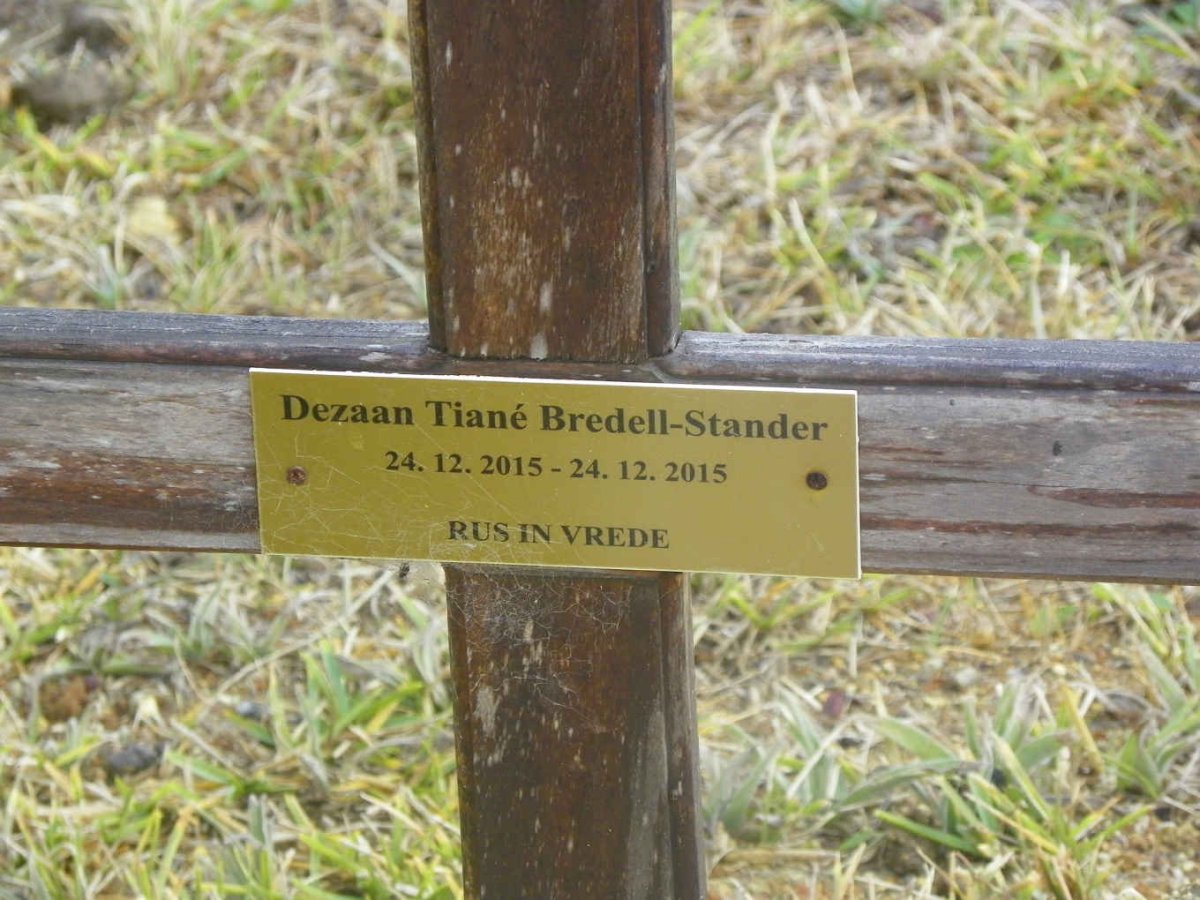 Dezaan Tiané Bredell-Stander
24. 12. 2015 - 24. 12. 2015
RUS IN VREDE